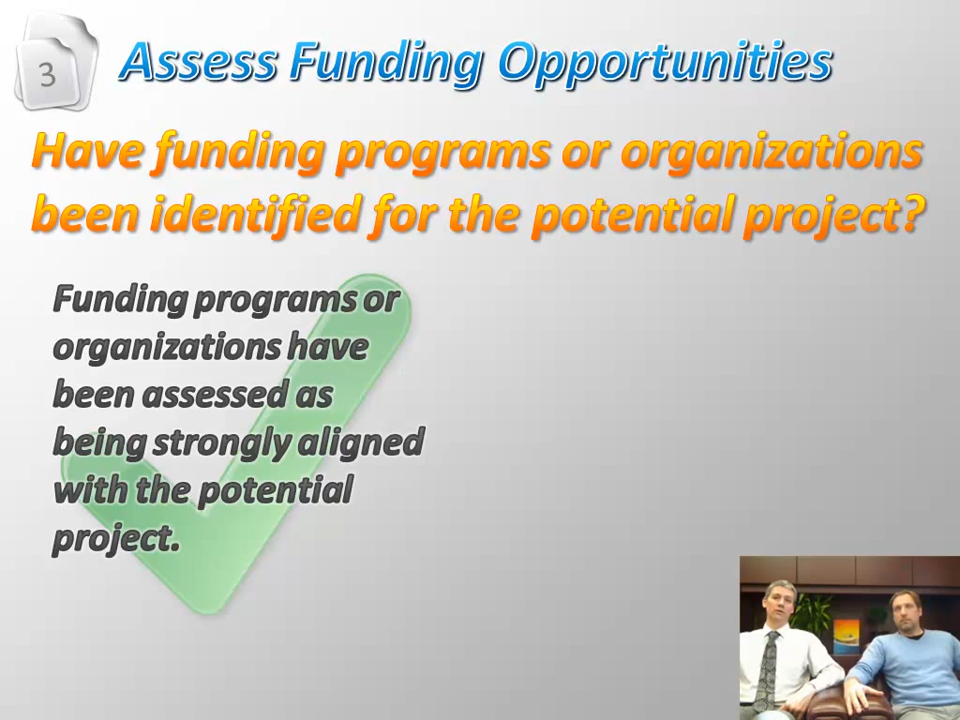 3
Assess Funding Opportunities
Have funding programs or organizations
been identified for the potential project?
Funding programs or
organizations have
been assessed as
being strongly aligned
with the potential
project.